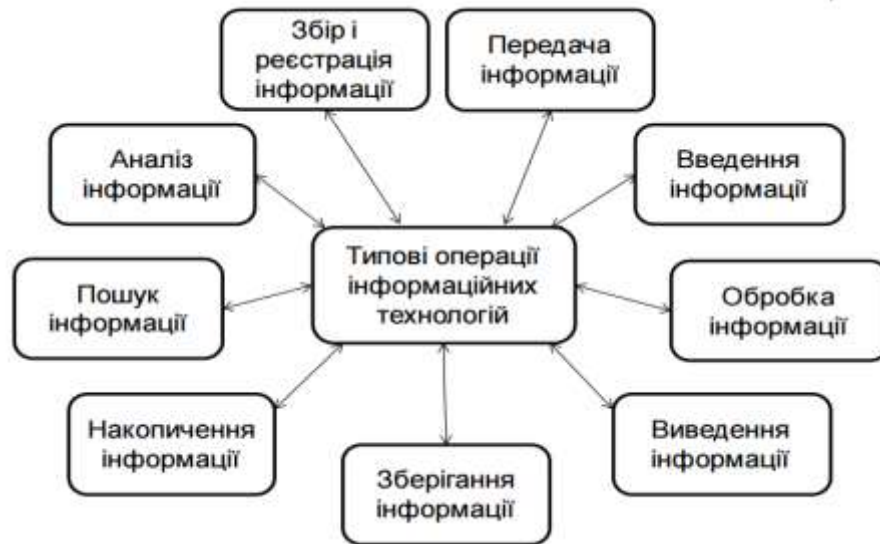 Збір і
реєстрація
інформації
Передача
інформації
Аналіз
інформації
Введення
інформації
Типові операції
інформаційних
технологій
Пошук
інформації
Обробка
інформації
Накопичення
інформації
Виведення
інформації
Зберігання
інформації